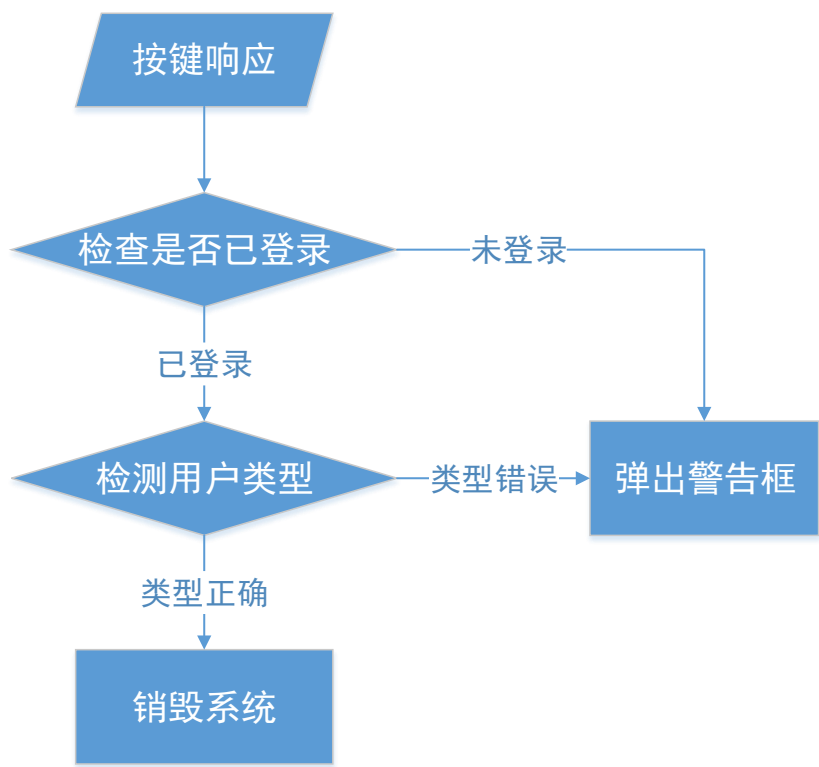 按键响应
检查是否已登录
未登录
已登录
检测用户类型
类型错误
弹出警告框
类型正确
销毁系统